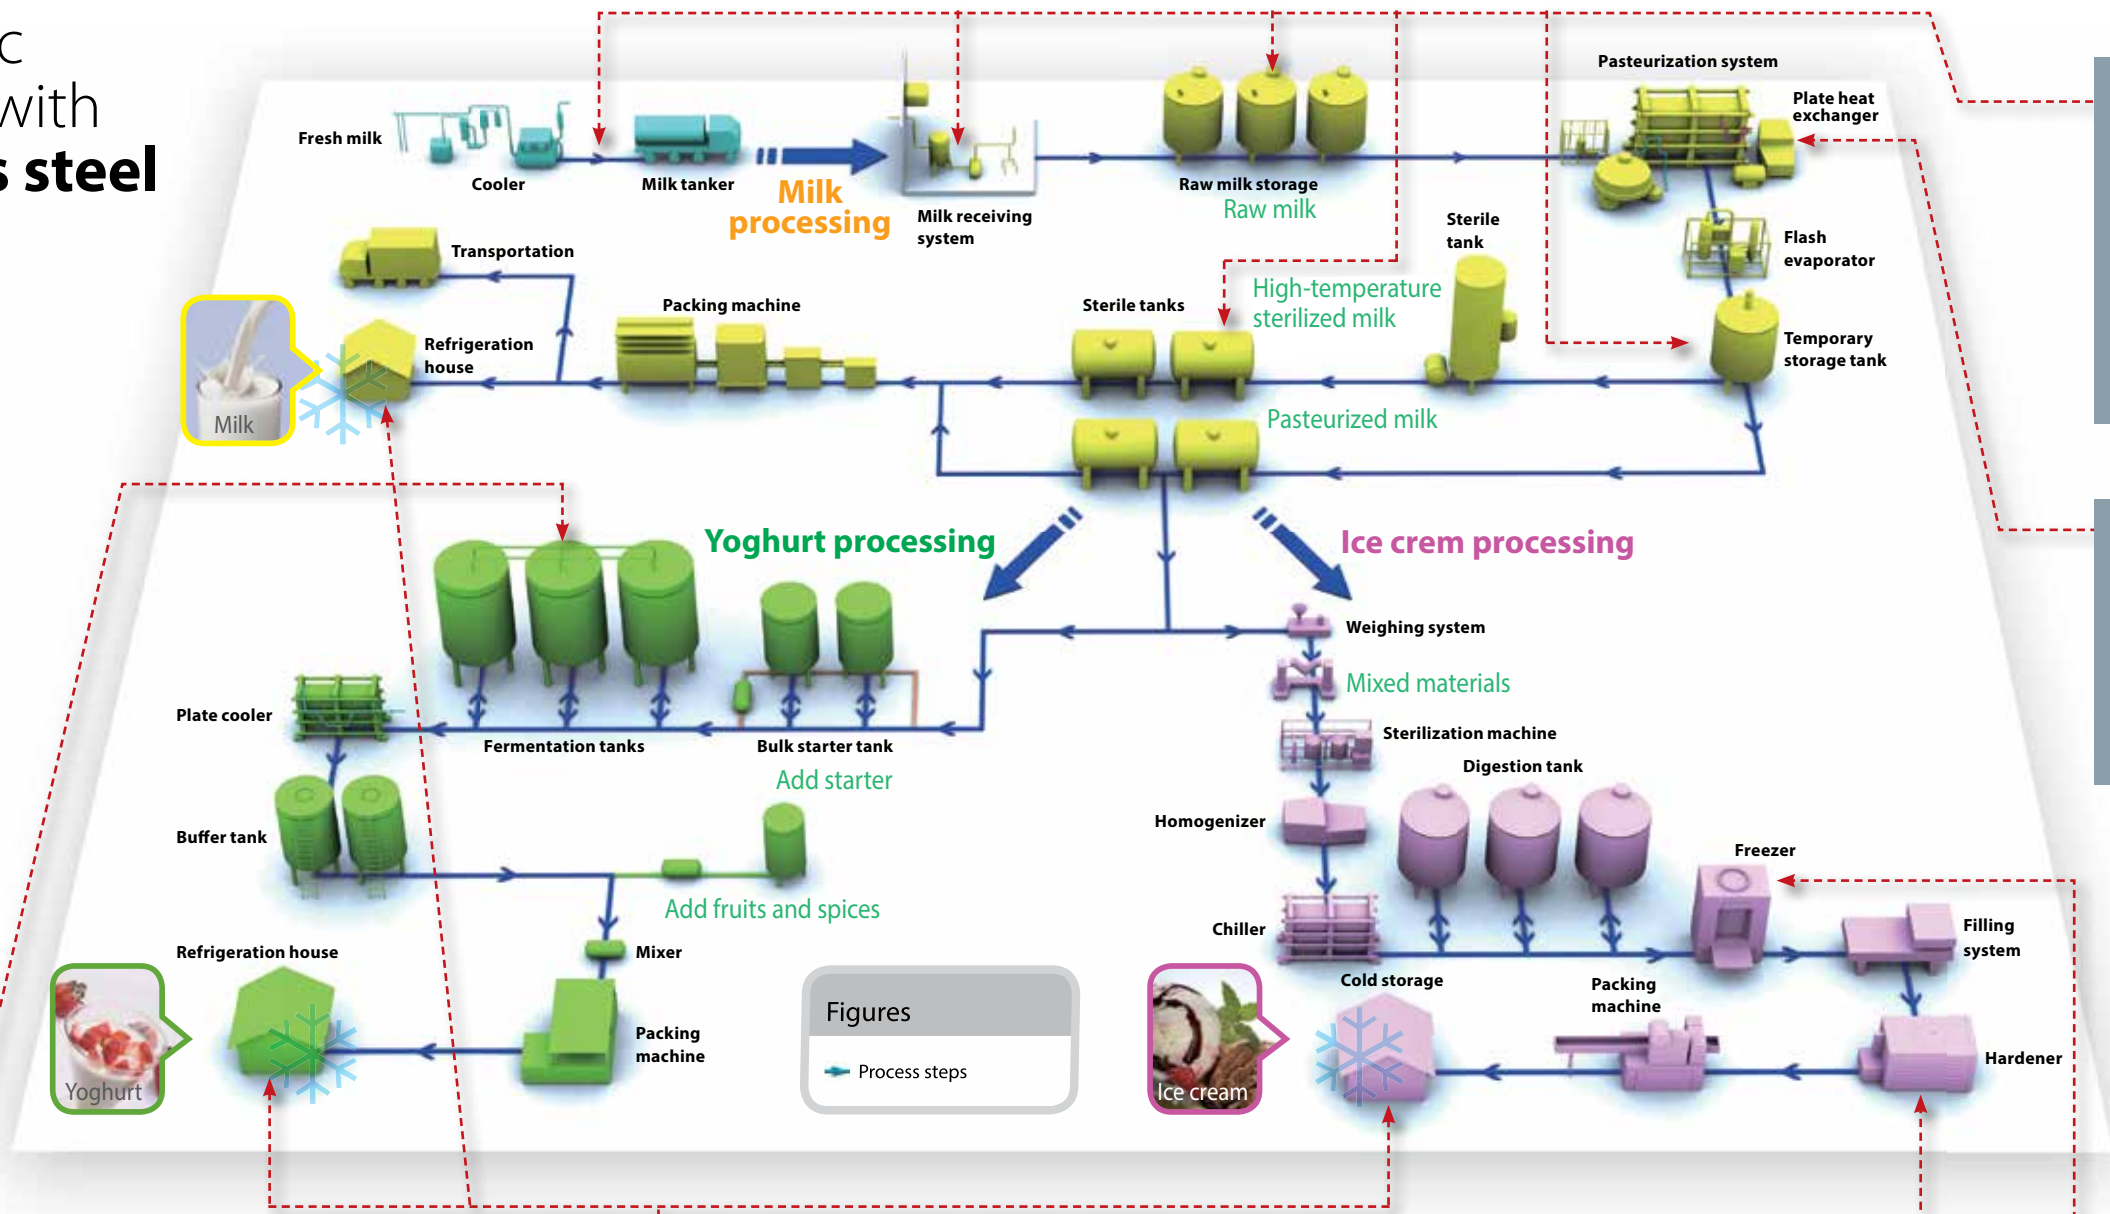 c
with
s steel
Pasteurization system
Plate heat
exchanger
Fresh milk
Cooler
Milk tanker
Milk
processing
Milk receiving
system
Raw milk storage
Raw milk
Sterile
tank
Flash
evaporator
Transportation
Packing machine
Sterile tanks
High-temperature
sterilized milk
Refrigeration
house
Temporary
storage tank
Milk
Pasteurized milk
Yoghurt processing
Ice crem processing
Weighing system
Mixed materials
Plate cooler
Fermentation tanks
Bulk starter tank
Add starter
Sterilization machine
Digestion tank
Buffer tank
Homogenizer
Freezer
Add fruits and spices
Chiller
Filling
system
Refrigeration house
Mixer
Cold storage
Packing
machine
Figures
Process steps
Packing
machine
Hardener
Yoghurt
Ice cream